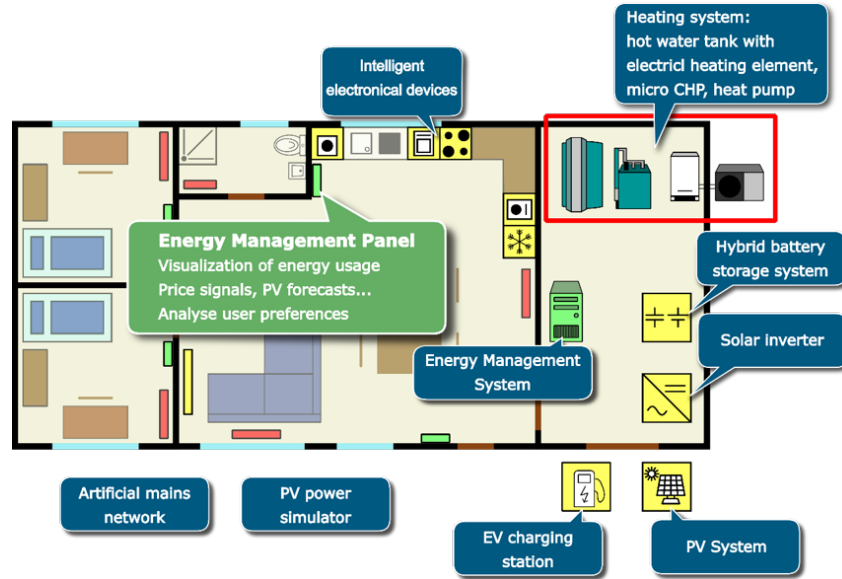 Heating system:
hot water tank with
electricl heating element,
micro CHP, heat pump
Intelligent
electronical devices
Energy Management Panel
Visualization of energy usage
Price signals, PV forecasts...
Analyse user preferences
Hybrid battery
storage system
Solar inverter
Energy Management
System
Artificial mains
network
PV power
simulator
EV charging
station
PV System